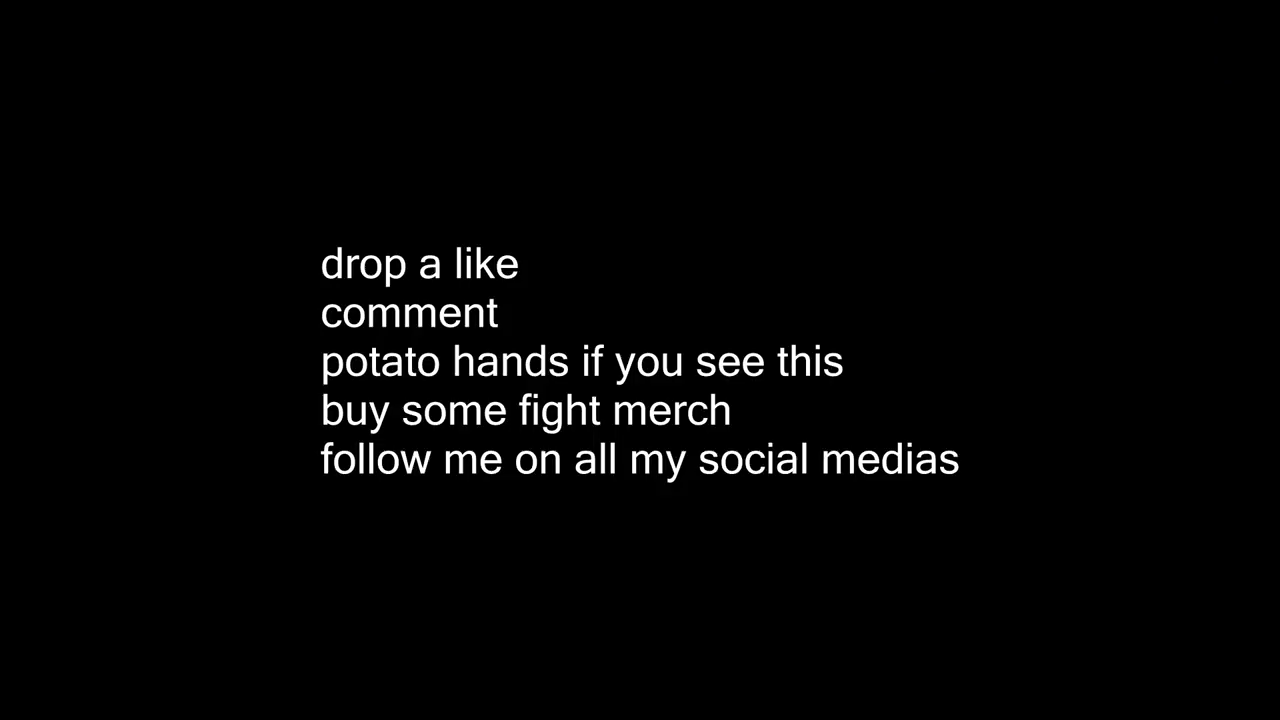 drop a like
comment
potato hands if you see this
buy some fight merch
follow me on all my social medias